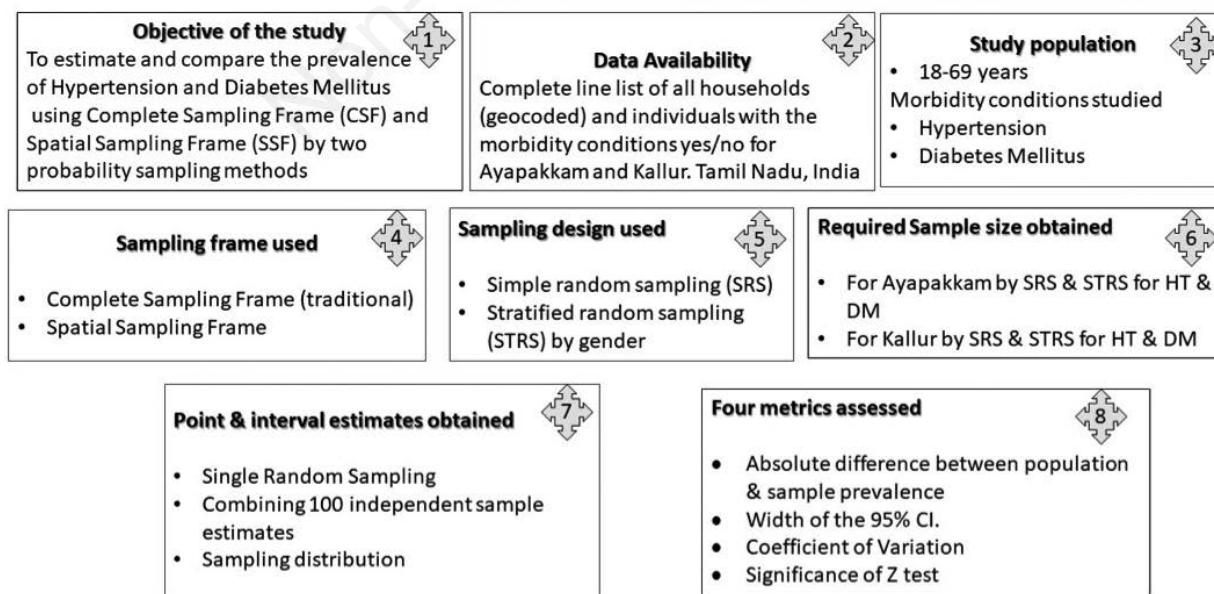 Objective of the study
1
To estimate and compare the prevalence
of Hypertension and Diabetes Mellitus
using Complete Sampling Frame (CSF) and
Spatial Sampling Frame (SSF) by two
probability sampling methods
2
Data Availability
Complete line list of all households
(geocoded) and individuals with the
morbidity conditions yes/no for
Ayapakkam and Kallur. Tamil Nadu, India
3
Study population
• 18-69 years
Morbidity conditions studied
• Hypertension
• Diabetes Mellitus
4
Sampling frame used
• Complete Sampling Frame (traditional)
• Spatial Sampling Frame
Sampling design used
5
• Simple random sampling (SRS)
• Stratified random sampling
(STRS) by gender
Required Sample size obtained
6
• For Ayapakkam by SRS & STRS for HT &
DM
• For Kallur by SRS & STRS for HT & DM
7
Point & interval estimates obtained
• Single Random Sampling
• Combining 100 independent sample
estimates
• Sampling distribution
Four metrics assessed
8
• Absolute difference between population
& sample prevalence
• Width of the 95% CI.
• Coefficient of Variation
• Significance of Z test